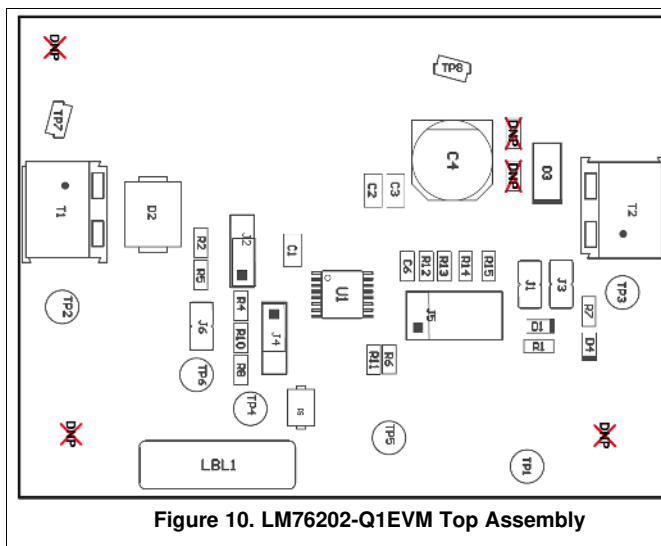 DNP
TP8
TP7
DNP
C4
DNP
D3
T1
D2
C2
C3
T2
R2
J2
C1
R5
C6
R12
R13
R14
R15
J1
J3
TP3
TP2
R4
U1
J5
R7
J6
R10
J4
D1
R1
D4
TP6
R8
R11
R6
TP4
DNP
TP5
DNP
LBL1
TP1
Figure 10. LM76202-Q1EVM Top Assembly